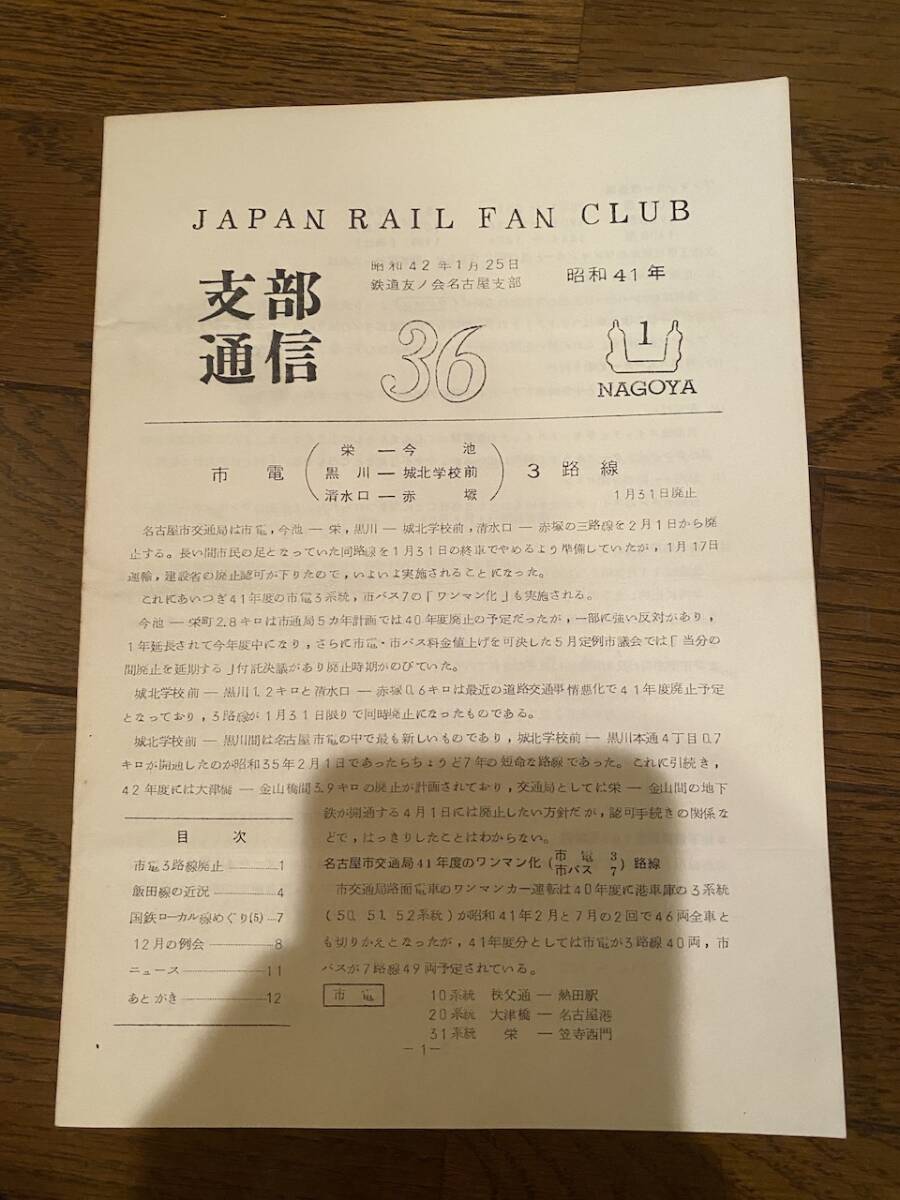 JAPAN RAIL FAN CLUB
支部
通信
昭和42年1月25日
鉄道友ノ会名古屋支部
昭和41年
36
1
NAGOYA
市電(栄―今池
黒川―城北学校前
清水口―赤塚)3路線
1月31日廃止
名古屋市交通局は市電,今池―栄,黒川―城北学校前,清水口―赤塚の三路線を2月1日から廃
止する。長い間市民の足となっていた同路線を1月31日の終車でやめるよう準備していたが,1月17日
運輸,建設省の廃止認可が下りたので,いよいよ実施されることになった。
これにあいつぎ41年度の市電3系統,市バス7の「ワンマン化」も実施される。
今池―栄町2.8キロは市通局5カ年計画では40年度廃止の予定だったが,一部に強い反対があり,
1年延長されて今年度中になり,さらに市電・市バス料金値上げを可決した5月定例市議会では「当分の
間廃止を延期する」付託決議があり廃止時期がのびていた。
城北学校前―黒川1.2キロと清水口―赤塚0.6キロは最近の道路交通事情悪化で41年度廃止予定
となっており,3路線が1月31日限りで同時廃止になったものである。
城北学校前―黒川間は名古屋市電の中で最も新しいものであり,城北学校前―黒川本通4丁目0.7
キロが開通したのが昭和35年2月1日であったらちょうど7年の短命な路線であった。これに引続き,
42年度には大津橋―金山橋間3.9キロの廃止が計画されており,交通局としては栄―金山間の地下
鉄が開通する4月1日には廃止したい方針だが,認可手続きの関係な
どで,はっきりしたことはわからない。
名古屋市交通局41年度のワンマン化(市電3
市バス7)路線
市交通局路面電車のワンマンカー運転は40年度に港車庫の3系統
(50.51.52系統)が昭和41年2月と7月の2回で46両全車と
も切りかえとなったが,41年度分としては市電が3路線40両,市
バスが7路線49両予定されている。
市電
10系統 秩父通―熱田駅
20系統 大津橋―名古屋港
31系統 栄―笠寺西門
目次
市電3路線廃止 1
飯田線の近況 4
国鉄ローカル線めぐり(5) 7
12月の例会 8
ニュース 11
あとがき 12
―1―